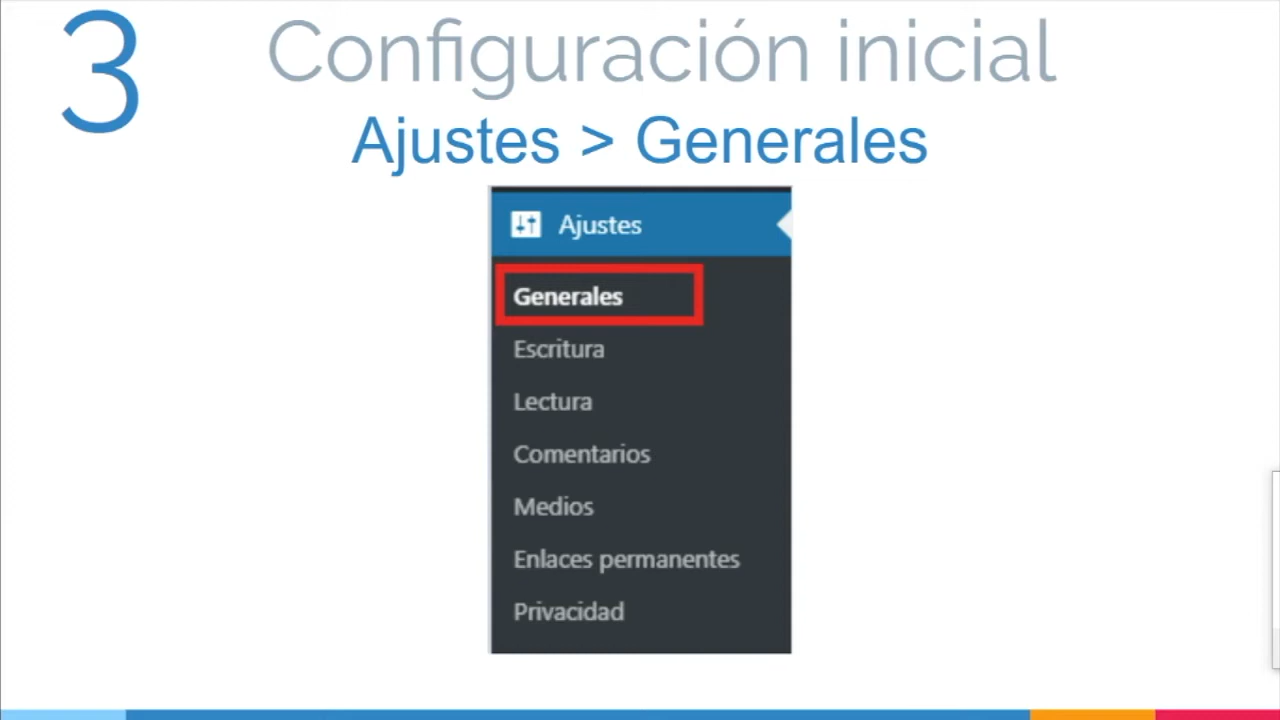 3
Configuración inicial
Ajustes > Generales
Ajustes
Generales
Escritura
Lectura
Comentarios
Medios
Enlaces permanentes
Privacidad